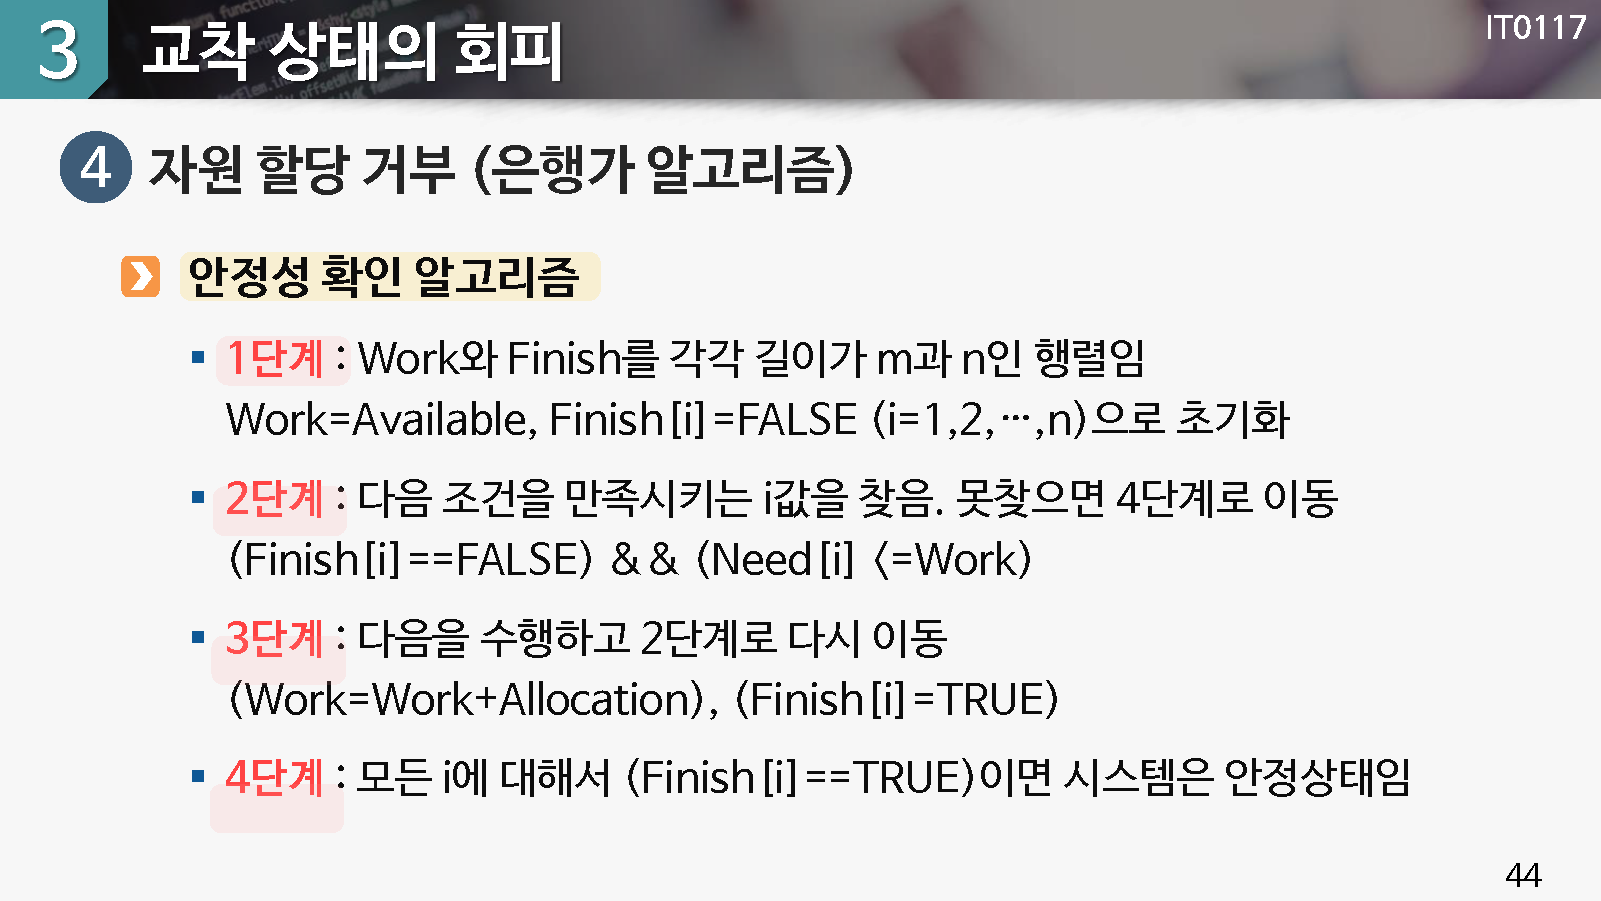 3 교착 상태의 회피
IT0117
4 자원 할당 거부 (은행가 알고리즘)
안정성 확인 알고리즘
▪ 1단계 : Work와 Finish를 각각 길이가 m과 n인 행렬임
Work=Available, Finish[i]=FALSE (i=1,2,…,n)으로 초기화
▪ 2단계 : 다음 조건을 만족시키는 i값을 찾음. 못찾으면 4단계로 이동
(Finish[i]==FALSE) && (Need[i] <=Work)
▪ 3단계 : 다음을 수행하고 2단계로 다시 이동
(Work=Work+Allocation), (Finish[i]=TRUE)
▪ 4단계 : 모든 i에 대해서 (Finish[i]==TRUE)이면 시스템은 안정상태임
44